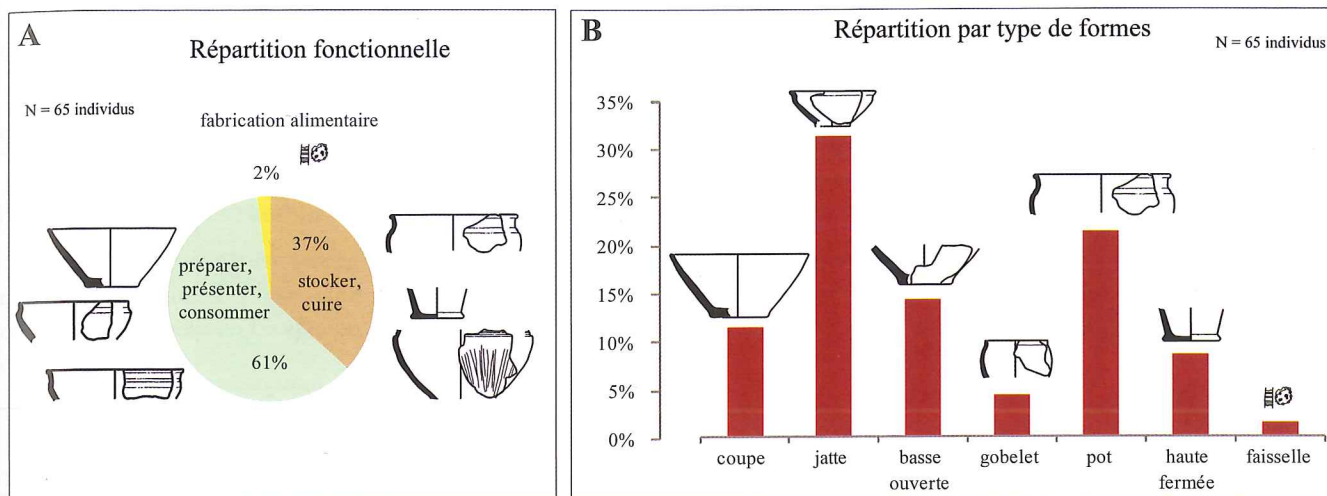 A
Répartition fonctionnelle
N = 65 individus
fabrication alimentaire
2%
37%
stocker,
cuire
préparer,
présenter,
consommer
61%
B
Répartition par type de formes
N = 65 individus
35%
30%
25%
20%
15%
10%
5%
0%
coupe
jatte
basse
ouverte
gobelet
pot
haute
fermée
faisselle